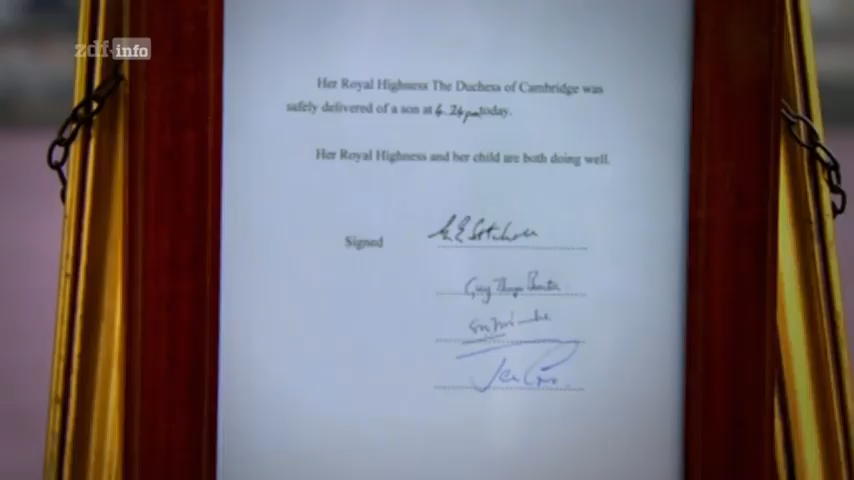 zdf.info
Her Royal Highness The Duchess of Cambridge was
safely delivered of a son at 4.24pm today.
Her Royal Highness and her child are both doing well.
Signed